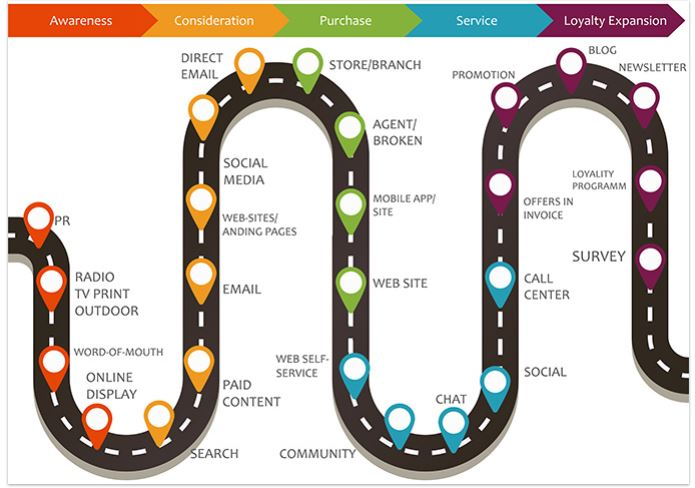 Awareness
Consideration
Purchase
Service
Loyalty Expansion
PR
RADIO
TV PRINT
OUTDOOR
WORD-OF-MOUTH
ONLINE
DISPLAY
SEARCH
PAID
CONTENT
EMAIL
WEB-SITES/
ANDING PAGES
SOCIAL
MEDIA
DIRECT
EMAIL
STORE/BRANCH
AGENT/
BROKEN
MOBILE APP/
SITE
WEB SITE
WEB SELF-
SERVICE
COMMUNITY
CHAT
SOCIAL
CALL
CENTER
OFFERS IN
INVOICE
PROMOTION
BLOG
NEWSLETTER
LOYALITY
PROGRAMM
SURVEY